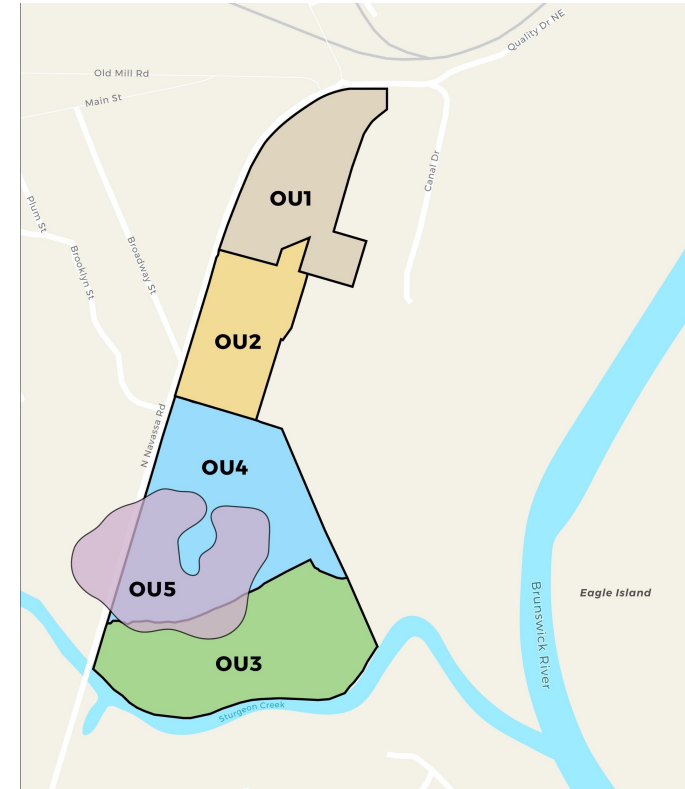 Quality Dr NE
Old Mill Rd
Main St
Canal Dr
OU1
Plum St
Broadway St
Brooklyn St
OU2
N Navassa Rd
OU4
OU5
Eagle Island
Brunswick River
OU3
Sturgeon Creek